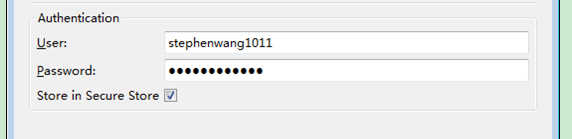 Authentication
User: stephenwang1011
Password: ●●●●●●●●●●●●
Store in Secure Store